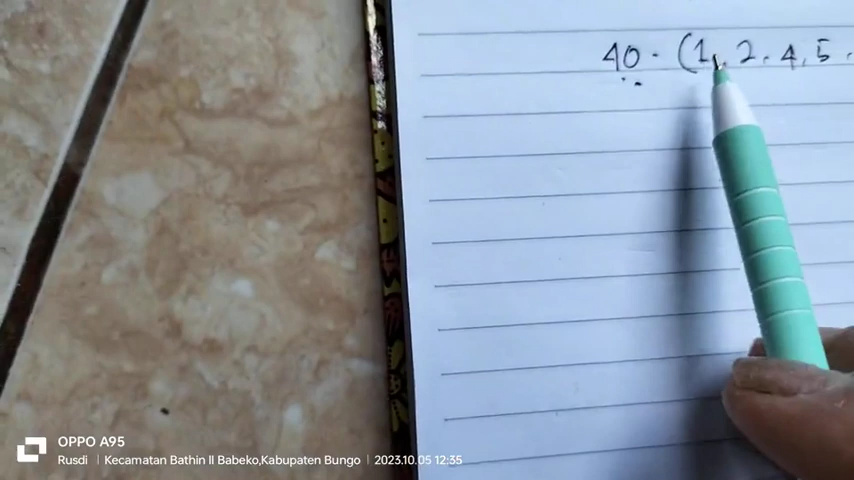 40 - (1, 2, 4, 5,
OPPO A95
Rusdi | Kecamatan Bathin II Babeko,Kabupaten Bungo | 2023.10.05 12:35